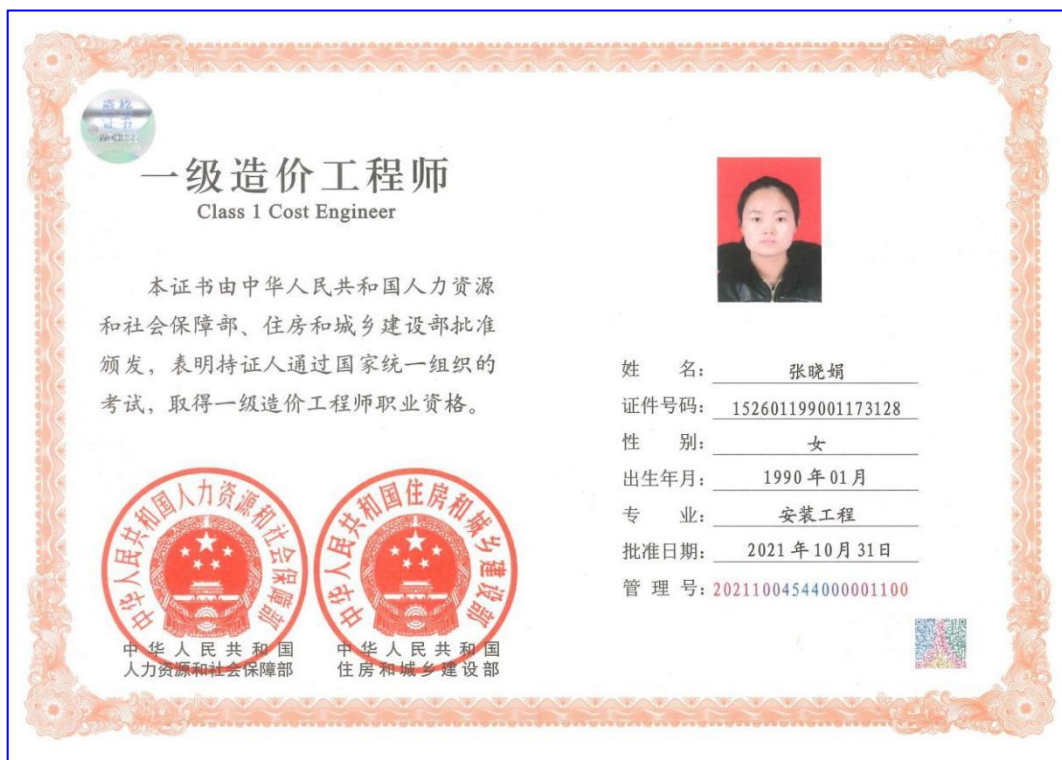 资格
证书
一级造价工程师
Class 1 Cost Engineer
本证书由中华人民共和国人力资源
和社会保障部、住房和城乡建设部批准
颁发，表明持证人通过国家统一组织的
考试，取得一级造价工程师职业资格。
中华人民共和国人力资源和社会保障部
中华人民共和国住房和城乡建设部
中华人民共和国
人力资源和社会保障部
中华人民共和国
住房和城乡建设部
姓 名： 张晓娟
证件号码： 152601199001173128
性 别： 女
出生年月： 1990年01月
专 业： 安装工程
批准日期： 2021年10月31日
管 理 号：20211004544000001100